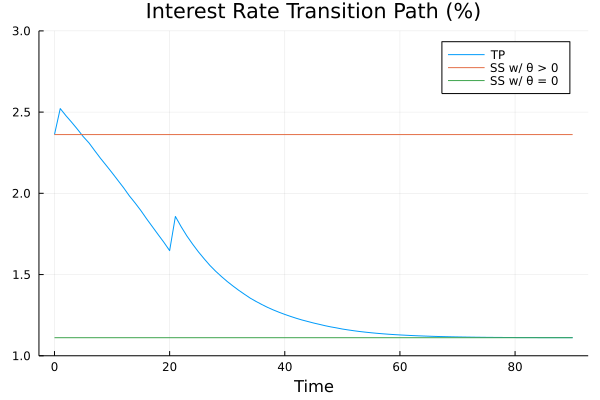 Interest Rate Transition Path (%)
3.0
2.5
2.0
1.5
1.0
TP
SS w/ θ > 0
SS w/ θ = 0
0
20
40
60
80
Time